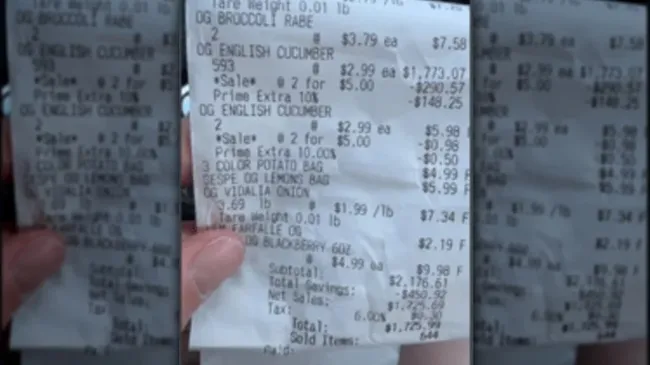 Tare Weight 0.01 lb
OG BROCCOLI RABE
2 @ $3.79 ea $7.58
OG ENGLISH CUCUMBER
593 @ $2.99 ea $1,773.07
*Sale* @ 2 for $5.00 -$290.57
Prime Extra 10% -$148.25
OG ENGLISH CUCUMBER
2 @ $2.99 ea $5.98 F
*Sale* @ 2 for $5.00 -$0.98
Prime Extra 10.00% -$0.50
3 COLOR POTATO BAG $4.99 F
OG LEMONS BAG $5.99 F
OG VIDALIA ONION
3.69 lb @ $1.99 /lb $7.34 F
Tare Weight 0.01 lb
FARFALLE OG $2.19 F
OG BLACKBERRY 6OZ
@ $4.99 ea $9.98 F
Subtotal: $2,176.61
Total Savings: -$450.92
Net Sales: $1,725.69
Tax: 6.00% $0.30
Total: $1,725.99
Sold Items: 644
Paid: